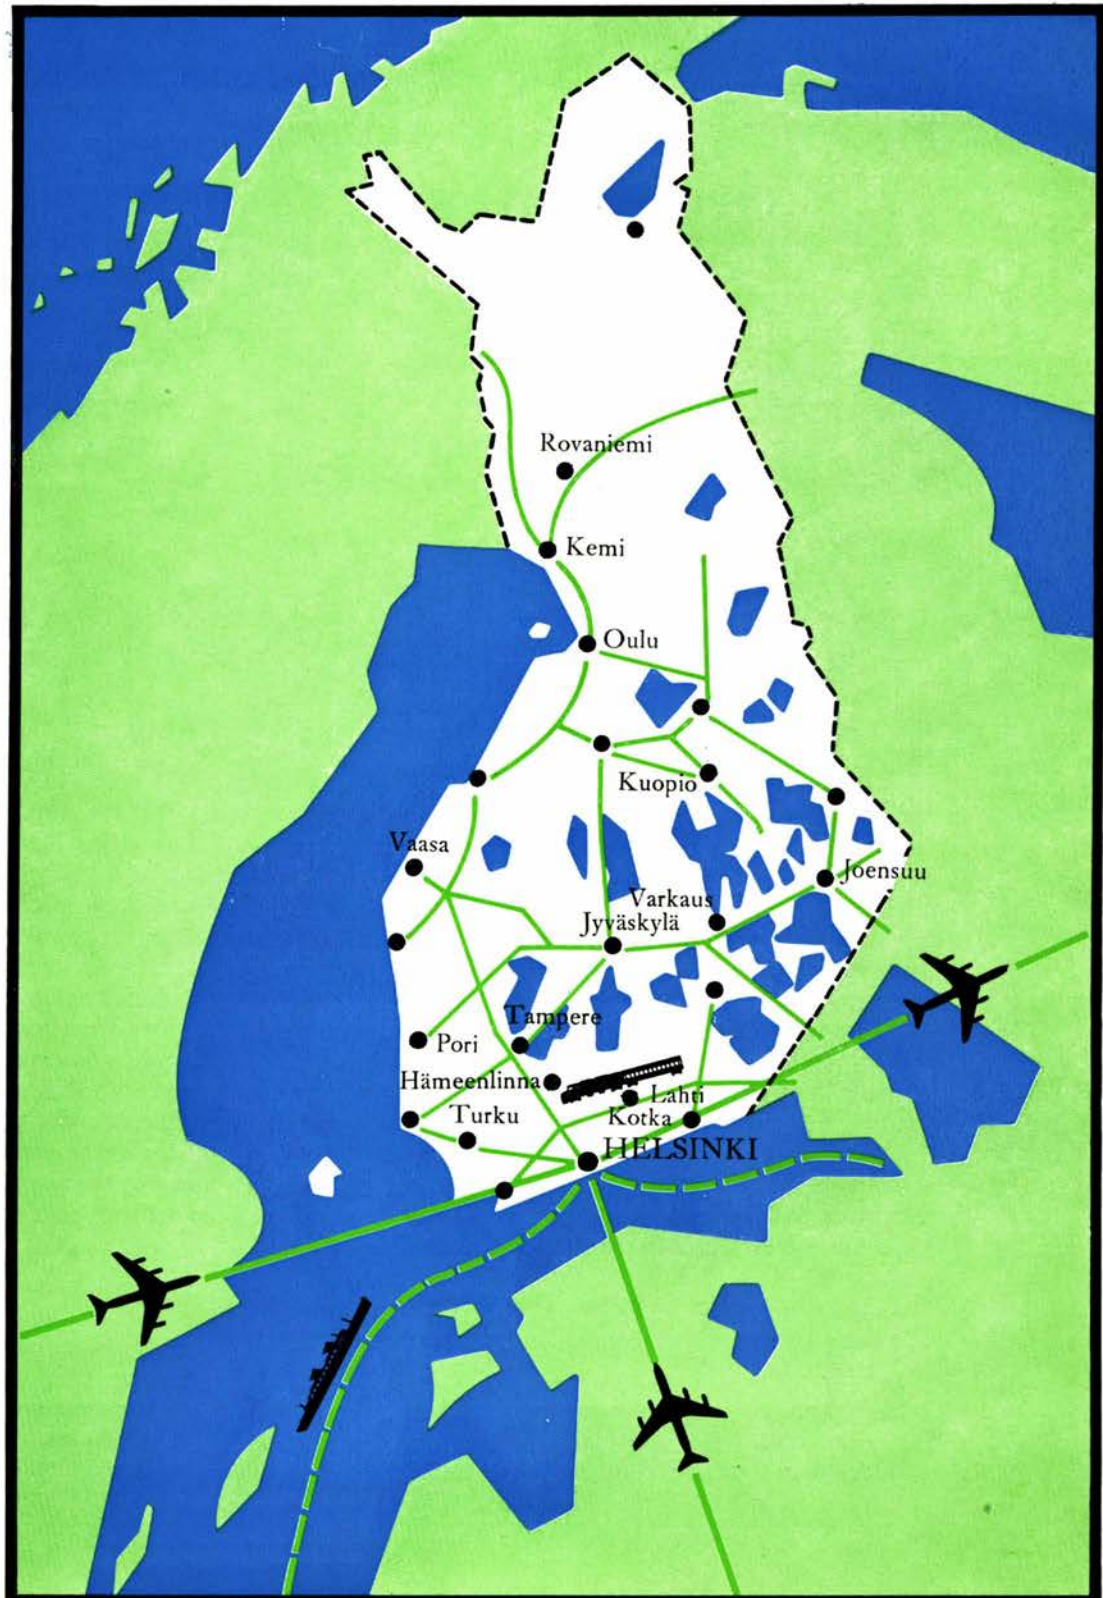 Rovaniemi
Kemi
Oulu
Kuopio
Vaasa
Joensuu
Varkaus
Jyväskylä
Tampere
Pori
Hämeenlinna
Lahti
Turku
Kotka
HELSINKI